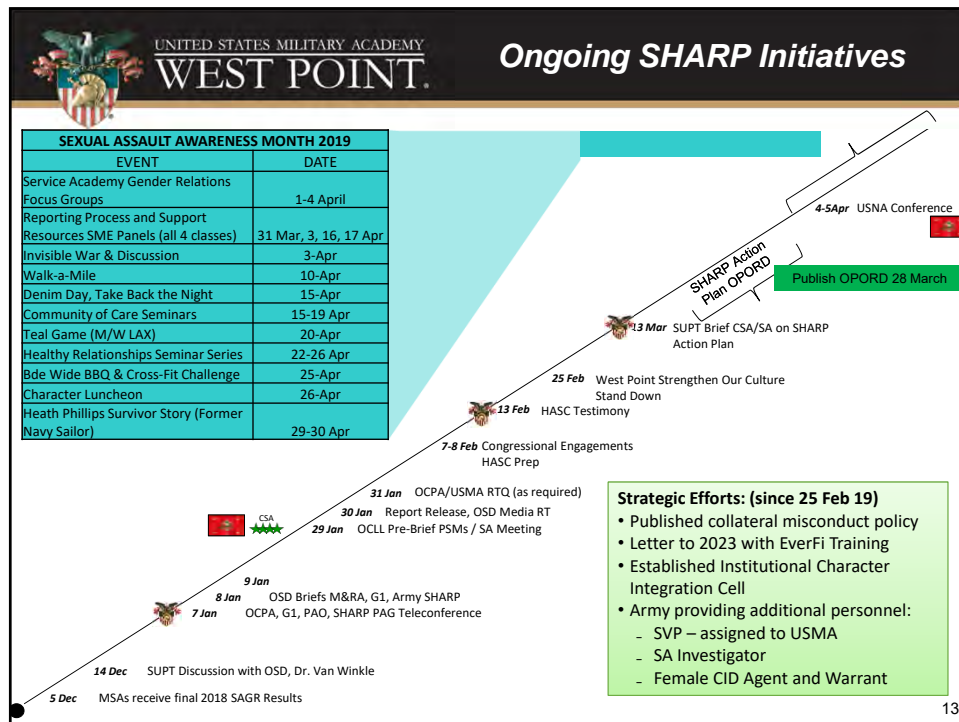 UNITED STATES MILITARY ACADEMY
WEST POINT.
Ongoing SHARP Initiatives
SEXUAL ASSAULT AWARENESS MONTH 2019
EVENT DATE
Service Academy Gender Relations
Focus Groups 1-4 April
Reporting Process and Support
Resources SME Panels (all 4 classes) 31 Mar, 3, 16, 17 Apr
Invisible War & Discussion 3-Apr
Walk-a-Mile 10-Apr
Denim Day, Take Back the Night 15-Apr
Community of Care Seminars 15-19 Apr
Teal Game (M/W LAX) 20-Apr
Healthy Relationships Seminar Series 22-26 Apr
Bde Wide BBQ & Cross-Fit Challenge 25-Apr
Character Luncheon 26-Apr
Heath Phillips Survivor Story (Former
Navy Sailor) 29-30 Apr
4-5Apr USNA Conference
SHARP Action
Plan OPORD
Publish OPORD 28 March
13 Mar SUPT Brief CSA/SA on SHARP
Action Plan
25 Feb West Point Strengthen Our Culture
Stand Down
13 Feb HASC Testimony
7-8 Feb Congressional Engagements
HASC Prep
31 Jan OCPA/USMA RTQ (as required)
30 Jan Report Release, OSD Media RT
CSA
29 Jan OCLL Pre-Brief PSMs / SA Meeting
9 Jan
8 Jan OSD Briefs M&RA, G1, Army SHARP
7 Jan OCPA, G1, PAO, SHARP PAG Teleconference
14 Dec SUPT Discussion with OSD, Dr. Van Winkle
5 Dec MSAs receive final 2018 SAGR Results
Strategic Efforts: (since 25 Feb 19)
• Published collateral misconduct policy
• Letter to 2023 with EverFi Training
• Established Institutional Character
Integration Cell
• Army providing additional personnel:
- SVP – assigned to USMA
- SA Investigator
- Female CID Agent and Warrant
13